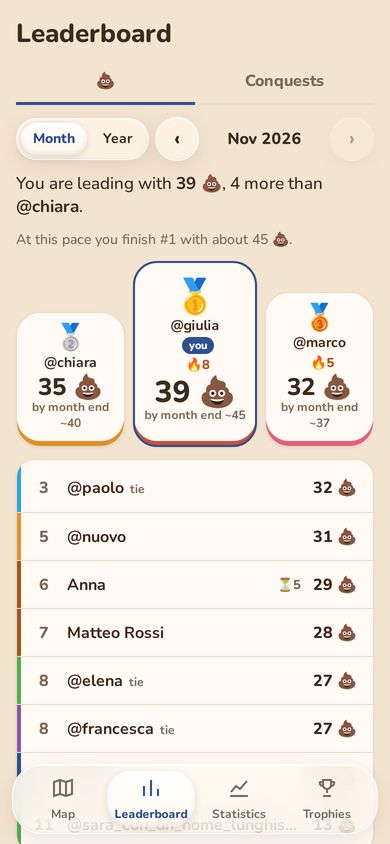 Leaderboard
💩 Conquests
Month Year ‹ Nov 2026 ›
You are leading with 39 💩, 4 more than
@chiara.
At this pace you finish #1 with about 45 💩.
🥈
@chiara
35 💩
by month end
~40
🥇
@giulia
you
🔥8
39 💩
by month end ~45
🥉
@marco
🔥5
32 💩
by month end
~37
3 @paolo tie 32 💩
5 @nuovo 31 💩
6 Anna ⏳5 29 💩
7 Matteo Rossi 28 💩
8 @elena tie 27 💩
8 @francesca tie 27 💩
11 @sara_con_un_nome_lunghis… 13 💩
Map Leaderboard Statistics Trophies